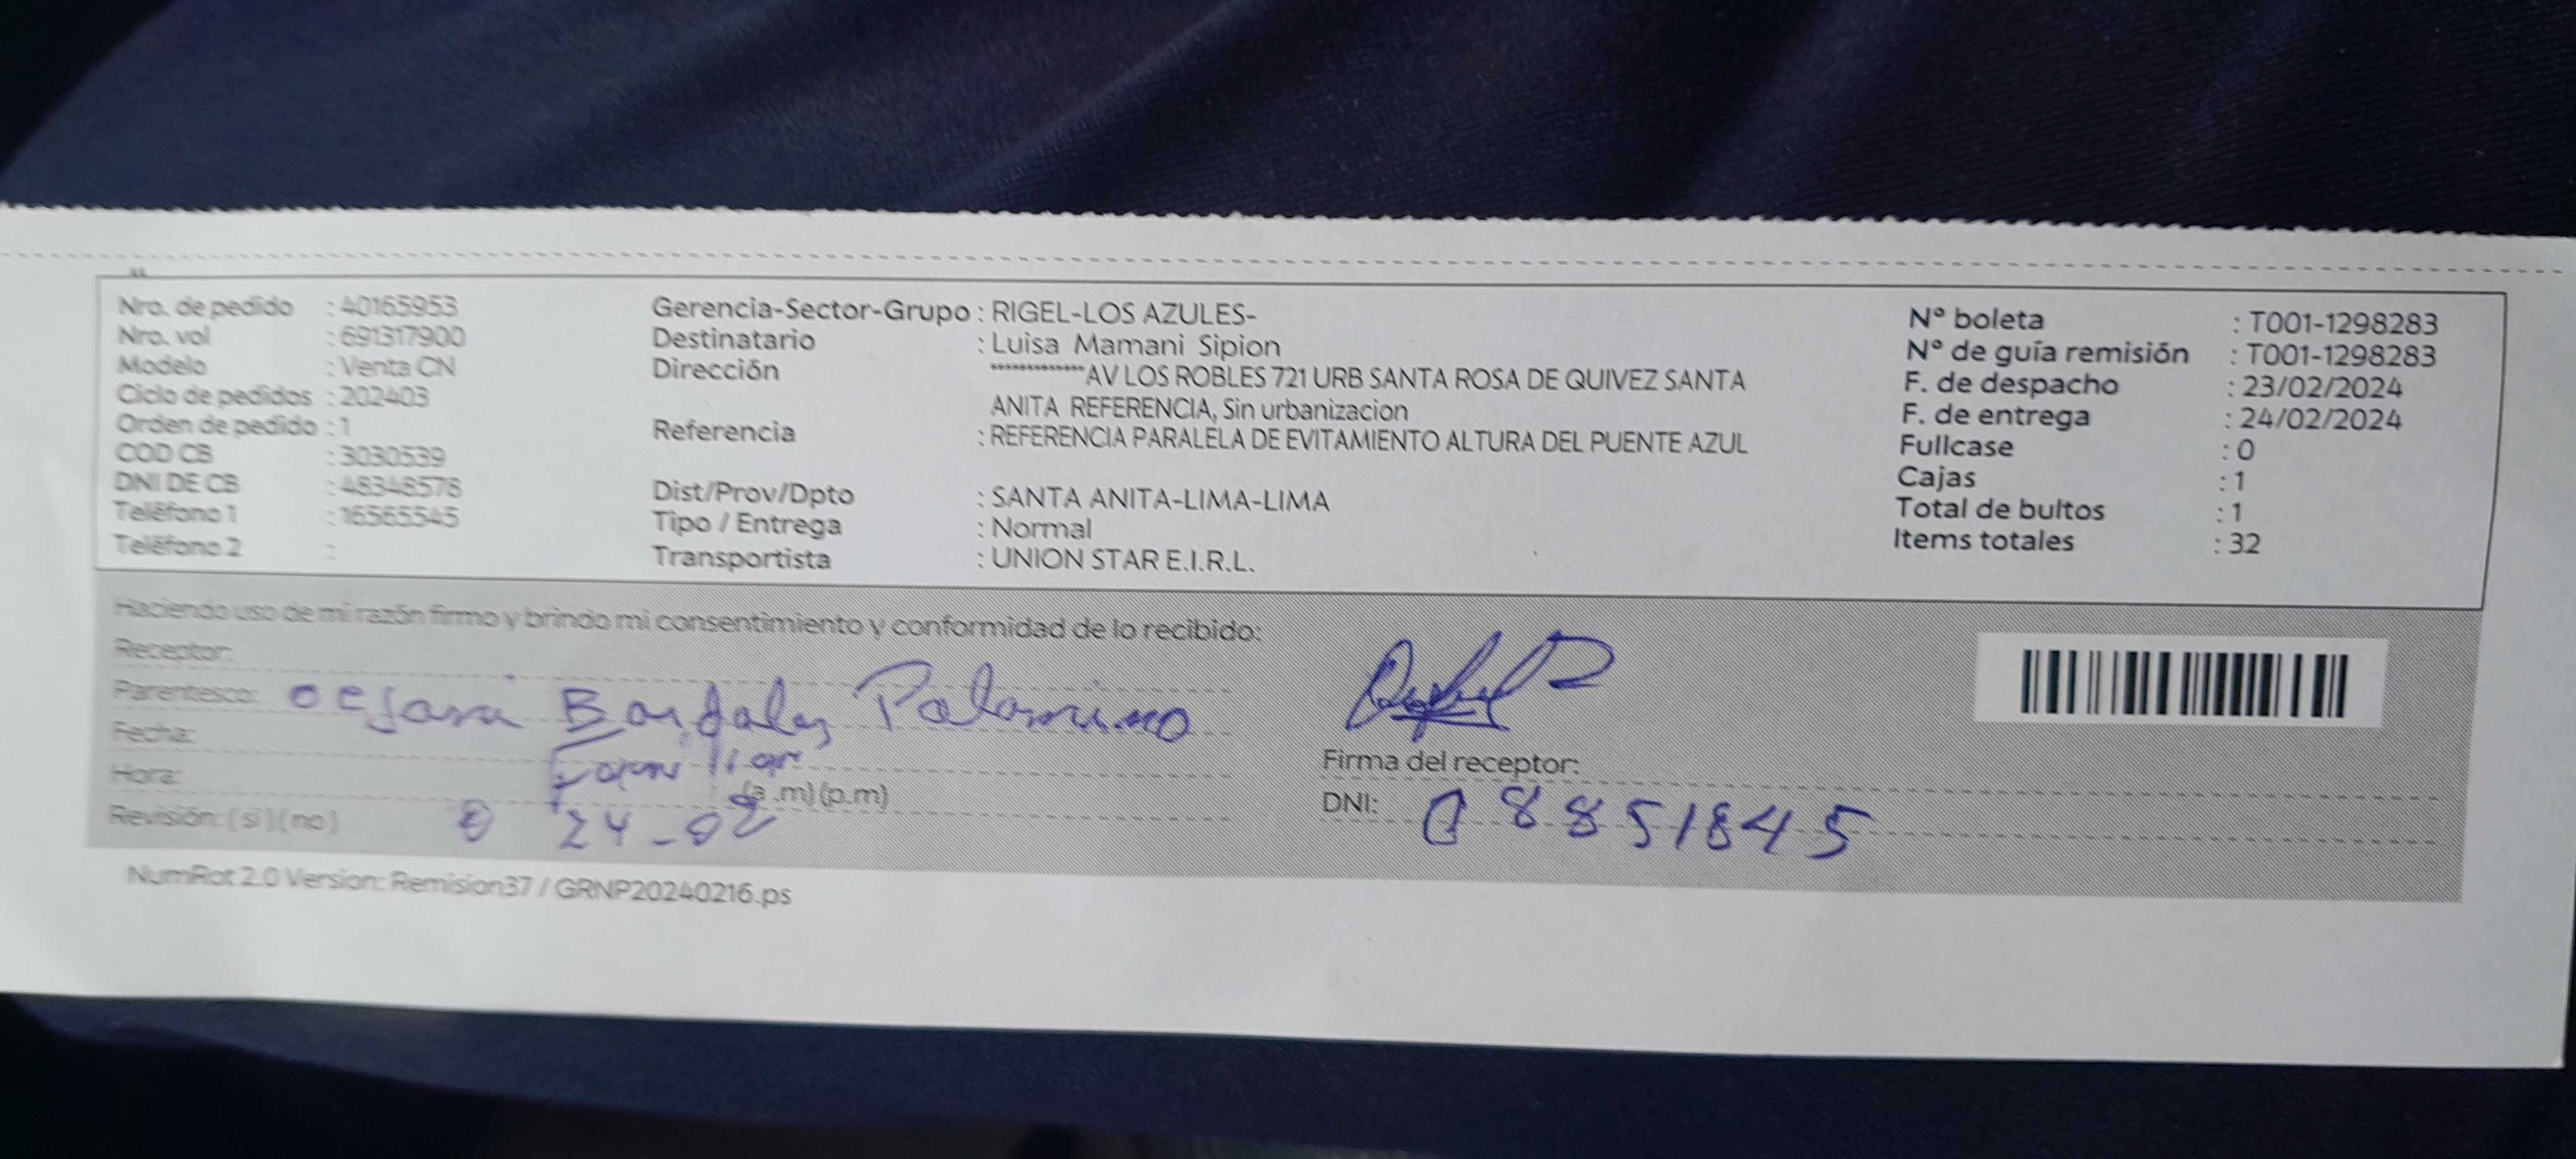 Nro. de pedido : 40165953
Nro. vol : 691317900
Modelo : Venta CN
Ciclo de pedidos : 202403
Orden de pedido : 1
COD CB : 3030539
DNI DE CB : 48348578
Teléfono 1 : 16565545
Teléfono 2 :
Gerencia-Sector-Grupo : RIGEL-LOS AZULES-
Destinatario : Luisa Mamani Sipion
Dirección : **************AV LOS ROBLES 721 URB SANTA ROSA DE QUIVEZ SANTA
ANITA REFERENCIA, Sin urbanizacion
Referencia : REFERENCIA PARALELA DE EVITAMIENTO ALTURA DEL PUENTE AZUL
Dist/Prov/Dpto : SANTA ANITA-LIMA-LIMA
Tipo / Entrega : Normal
Transportista : UNION STAR E.I.R.L.
Nº boleta : T001-1298283
Nº de guía remisión : T001-1298283
F. de despacho : 23/02/2024
F. de entrega : 24/02/2024
Fullcase : 0
Cajas : 1
Total de bultos : 1
Items totales : 32
Haciendo uso de mi razón firmo y brindo mi consentimiento y conformidad de lo recibido:
Receptor:
Parentesco: Palomino
Fecha: Familiar
Hora: (a.m) (p.m)
Revisión: ( si ) ( no ) 24-02
Firma del receptor:
DNI: 08851845
NumRot 2.0 Version: Remision37 / GRNP20240216.ps